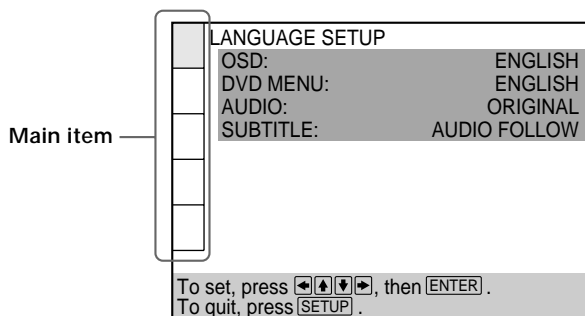 LANGUAGE SETUP
OSD: ENGLISH
DVD MENU: ENGLISH
AUDIO: ORIGINAL
SUBTITLE: AUDIO FOLLOW
Main item
To set, press ←↑↓→, then ENTER .
To quit, press SETUP .